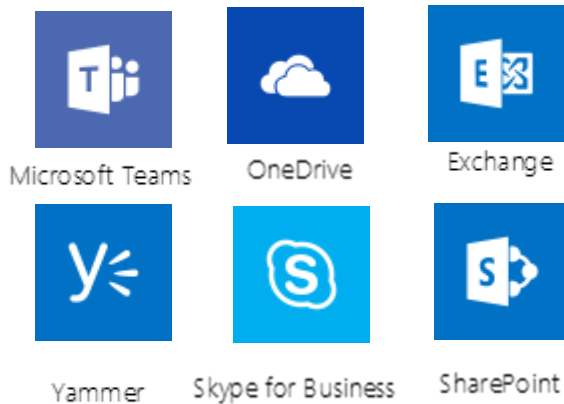 T
E
Microsoft Teams
OneDrive
Exchange
y
S
S
Yammer
Skype for Business
SharePoint